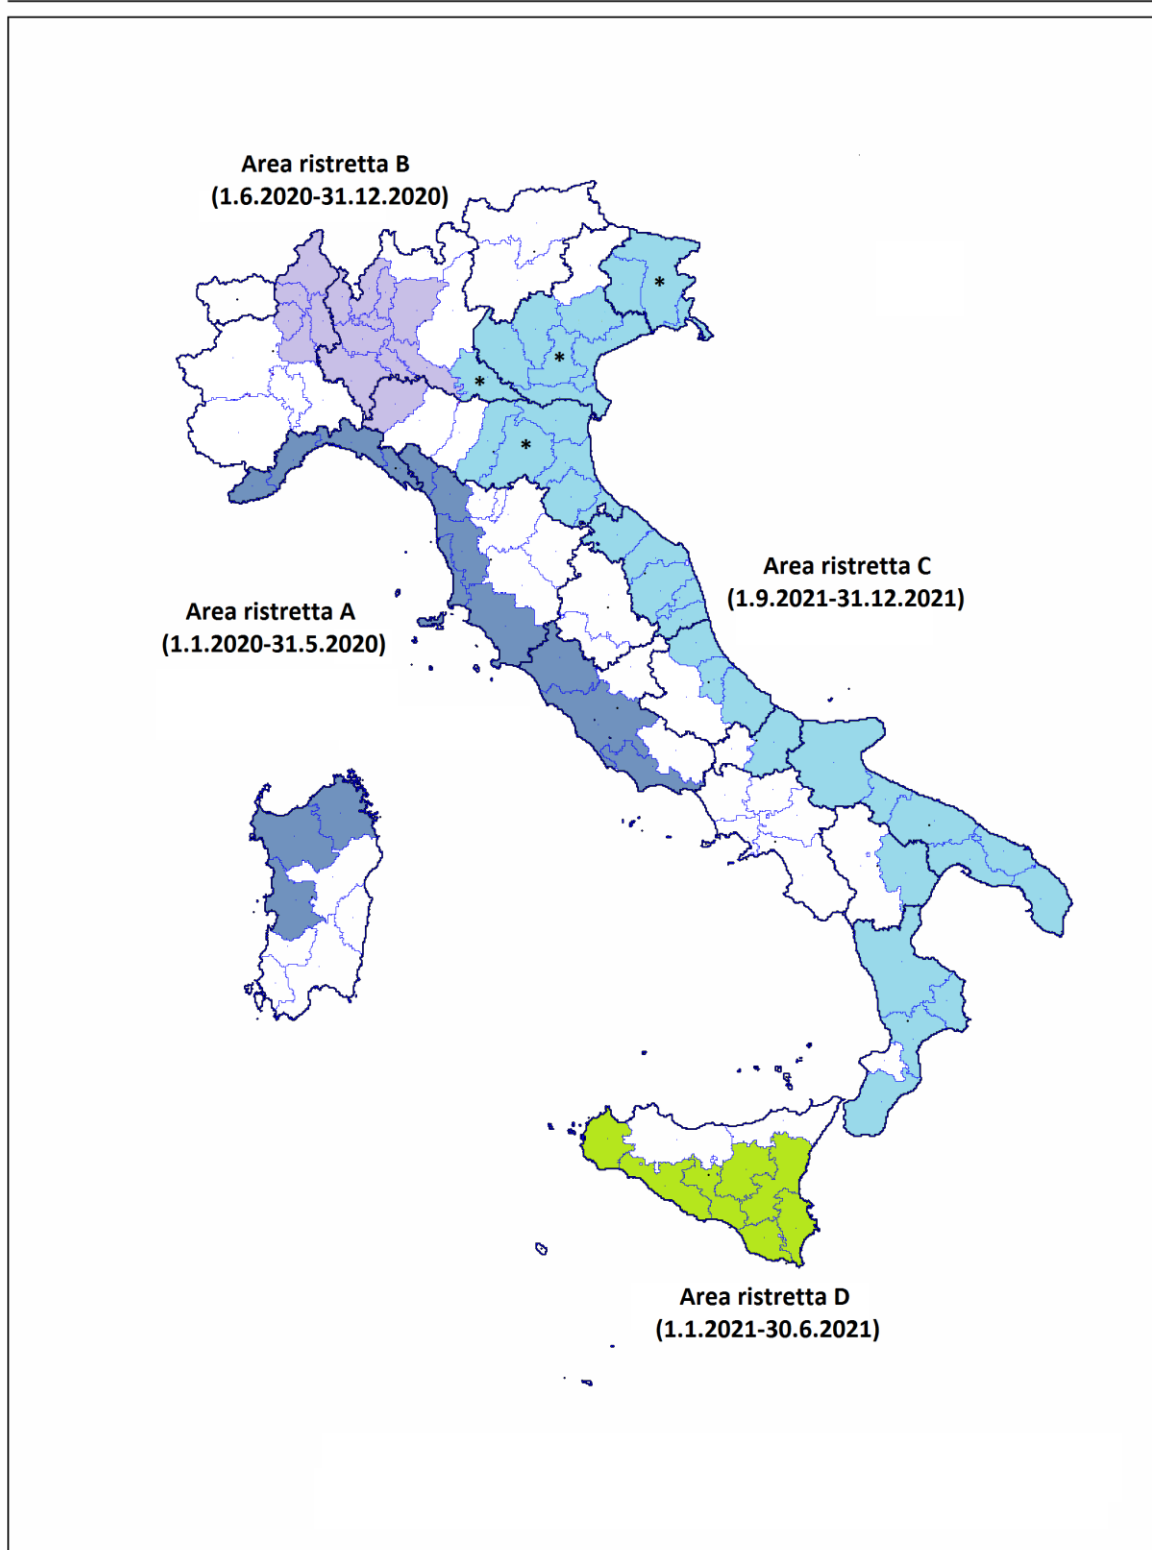 Area ristretta B
(1.6.2020-31.12.2020)
*
*
*
*
Area ristretta C
(1.9.2021-31.12.2021)
Area ristretta A
(1.1.2020-31.5.2020)
Area ristretta D
(1.1.2021-30.6.2021)